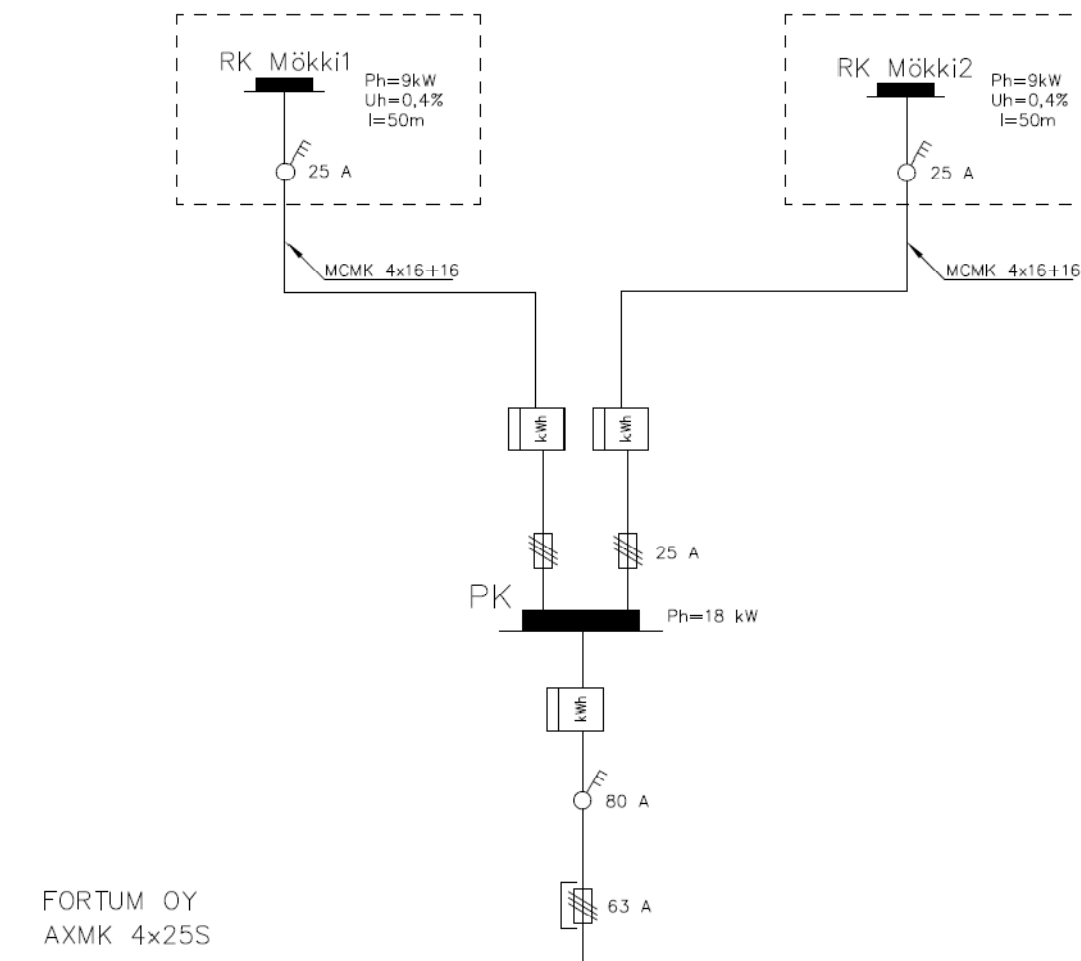 RK Mökki1
Ph=9kW
Uh=0,4%
l=50m
25 A
MCMK 4x16+16
RK Mökki2
Ph=9kW
Uh=0,4%
l=50m
25 A
MCMK 4x16+16
kWh
kWh
25 A
PK
Ph=18 kW
kWh
80 A
63 A
FORTUM OY
AXMK 4x25S